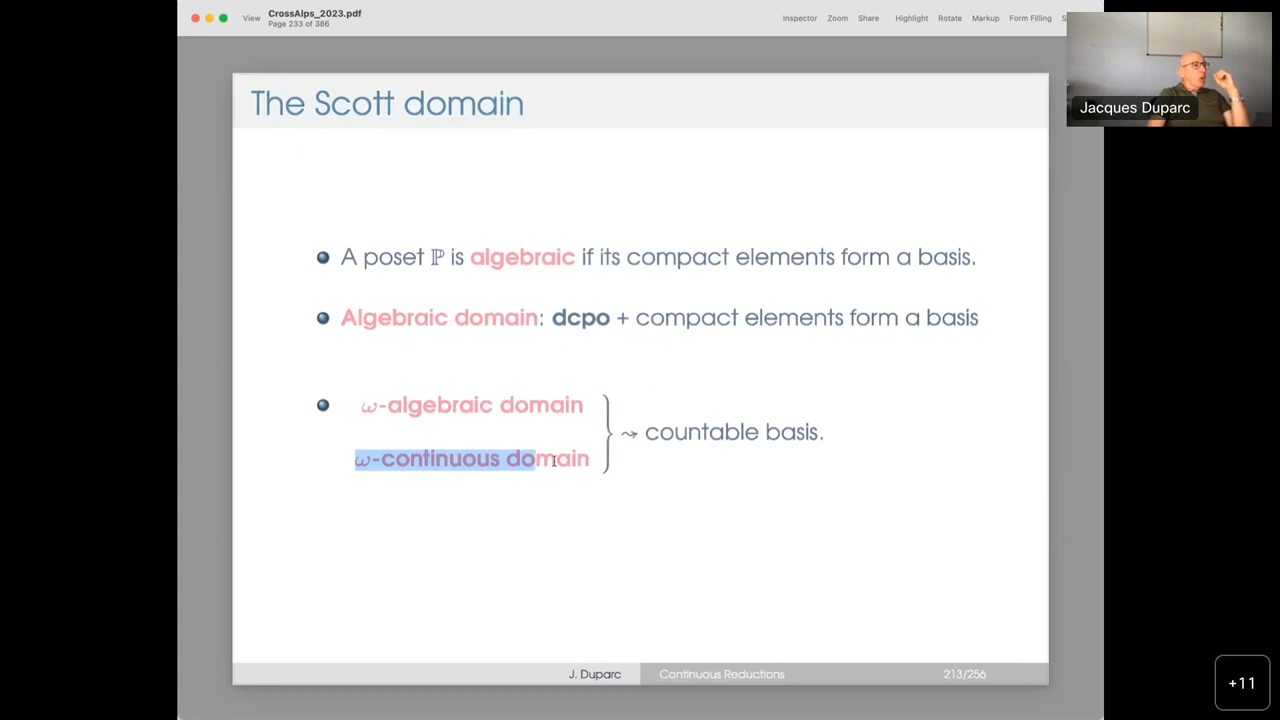 View
CrossAlps_2023.pdf
Page 233 of 386
Inspector Zoom Share Highlight Rotate Markup Form Filling
Jacques Duparc
The Scott domain
A poset ℙ is algebraic if its compact elements form a basis.
Algebraic domain: dcpo + compact elements form a basis
ω-algebraic domain
⇝ countable basis.
ω-continuous domain
J. Duparc Continuous Reductions 213/256
+11